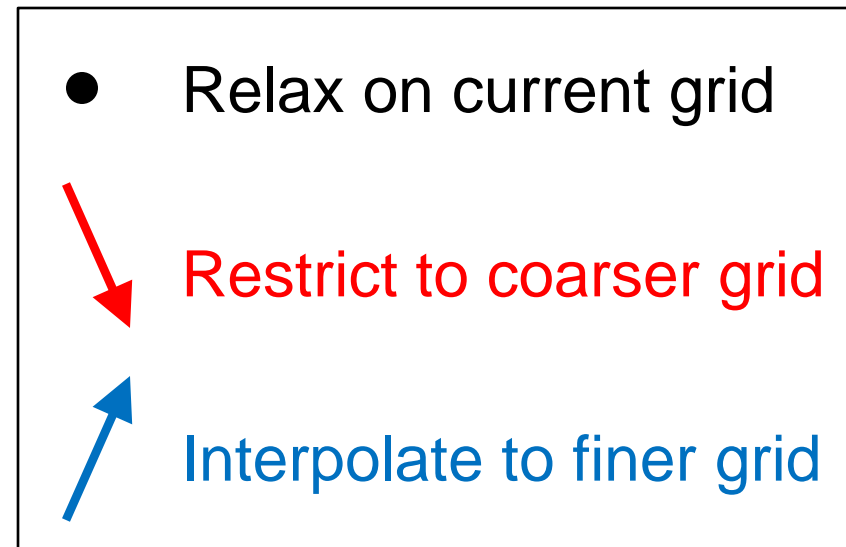 Relax on current grid
Restrict to coarser grid
Interpolate to finer grid